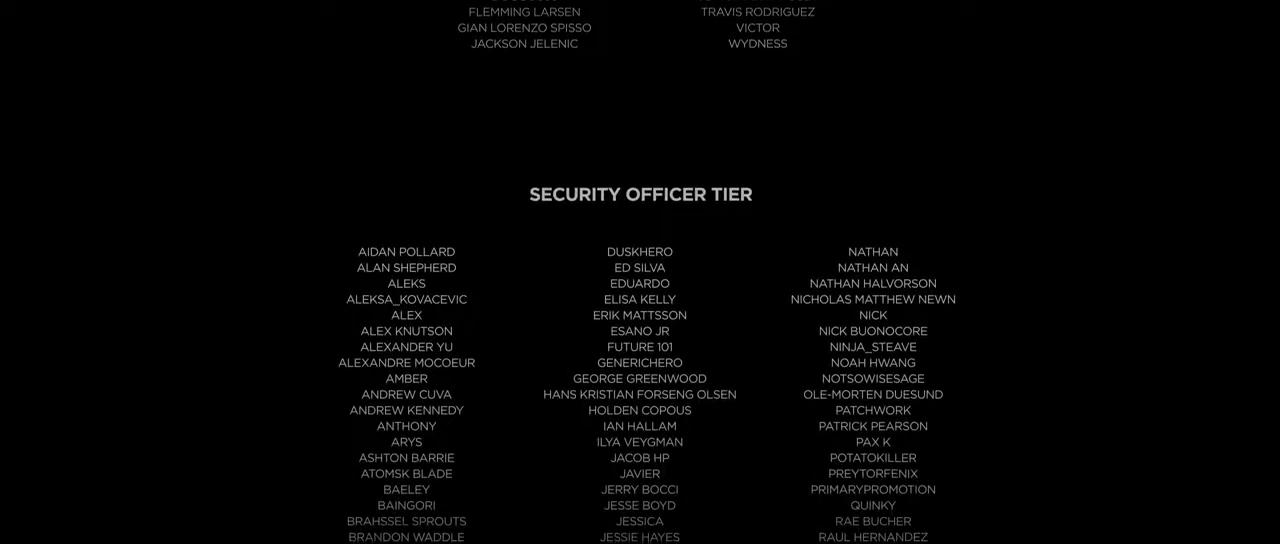 FLEMMING LARSEN
GIAN LORENZO SPISSO
JACKSON JELENIC
TRAVIS RODRIGUEZ
VICTOR
WYDNESS
SECURITY OFFICER TIER
AIDAN POLLARD
ALAN SHEPHERD
ALEKS
ALEKSA_KOVACEVIC
ALEX
ALEX KNUTSON
ALEXANDER YU
ALEXANDRE MOCOEUR
AMBER
ANDREW CUVA
ANDREW KENNEDY
ANTHONY
ARYS
ASHTON BARRIE
ATOMSK BLADE
BAELEY
BAINGORI
BRAHSSEL SPROUTS
BRANDON WADDLE
DUSKHERO
ED SILVA
EDUARDO
ELISA KELLY
ERIK MATTSSON
ESANO JR
FUTURE 101
GENERICHERO
GEORGE GREENWOOD
HANS KRISTIAN FORSENG OLSEN
HOLDEN COPOUS
IAN HALLAM
ILYA VEYGMAN
JACOB HP
JAVIER
JERRY BOCCI
JESSE BOYD
JESSICA
JESSIE HAYES
NATHAN
NATHAN AN
NATHAN HALVORSON
NICHOLAS MATTHEW NEWN
NICK
NICK BUONOCORE
NINJA_STEAVE
NOAH HWANG
NOTSOWISESAGE
OLE-MORTEN DUESUND
PATCHWORK
PATRICK PEARSON
PAX K
POTATOKILLER
PREYTORFENIX
PRIMARYPROMOTION
QUINKY
RAE BUCHER
RAUL HERNANDEZ